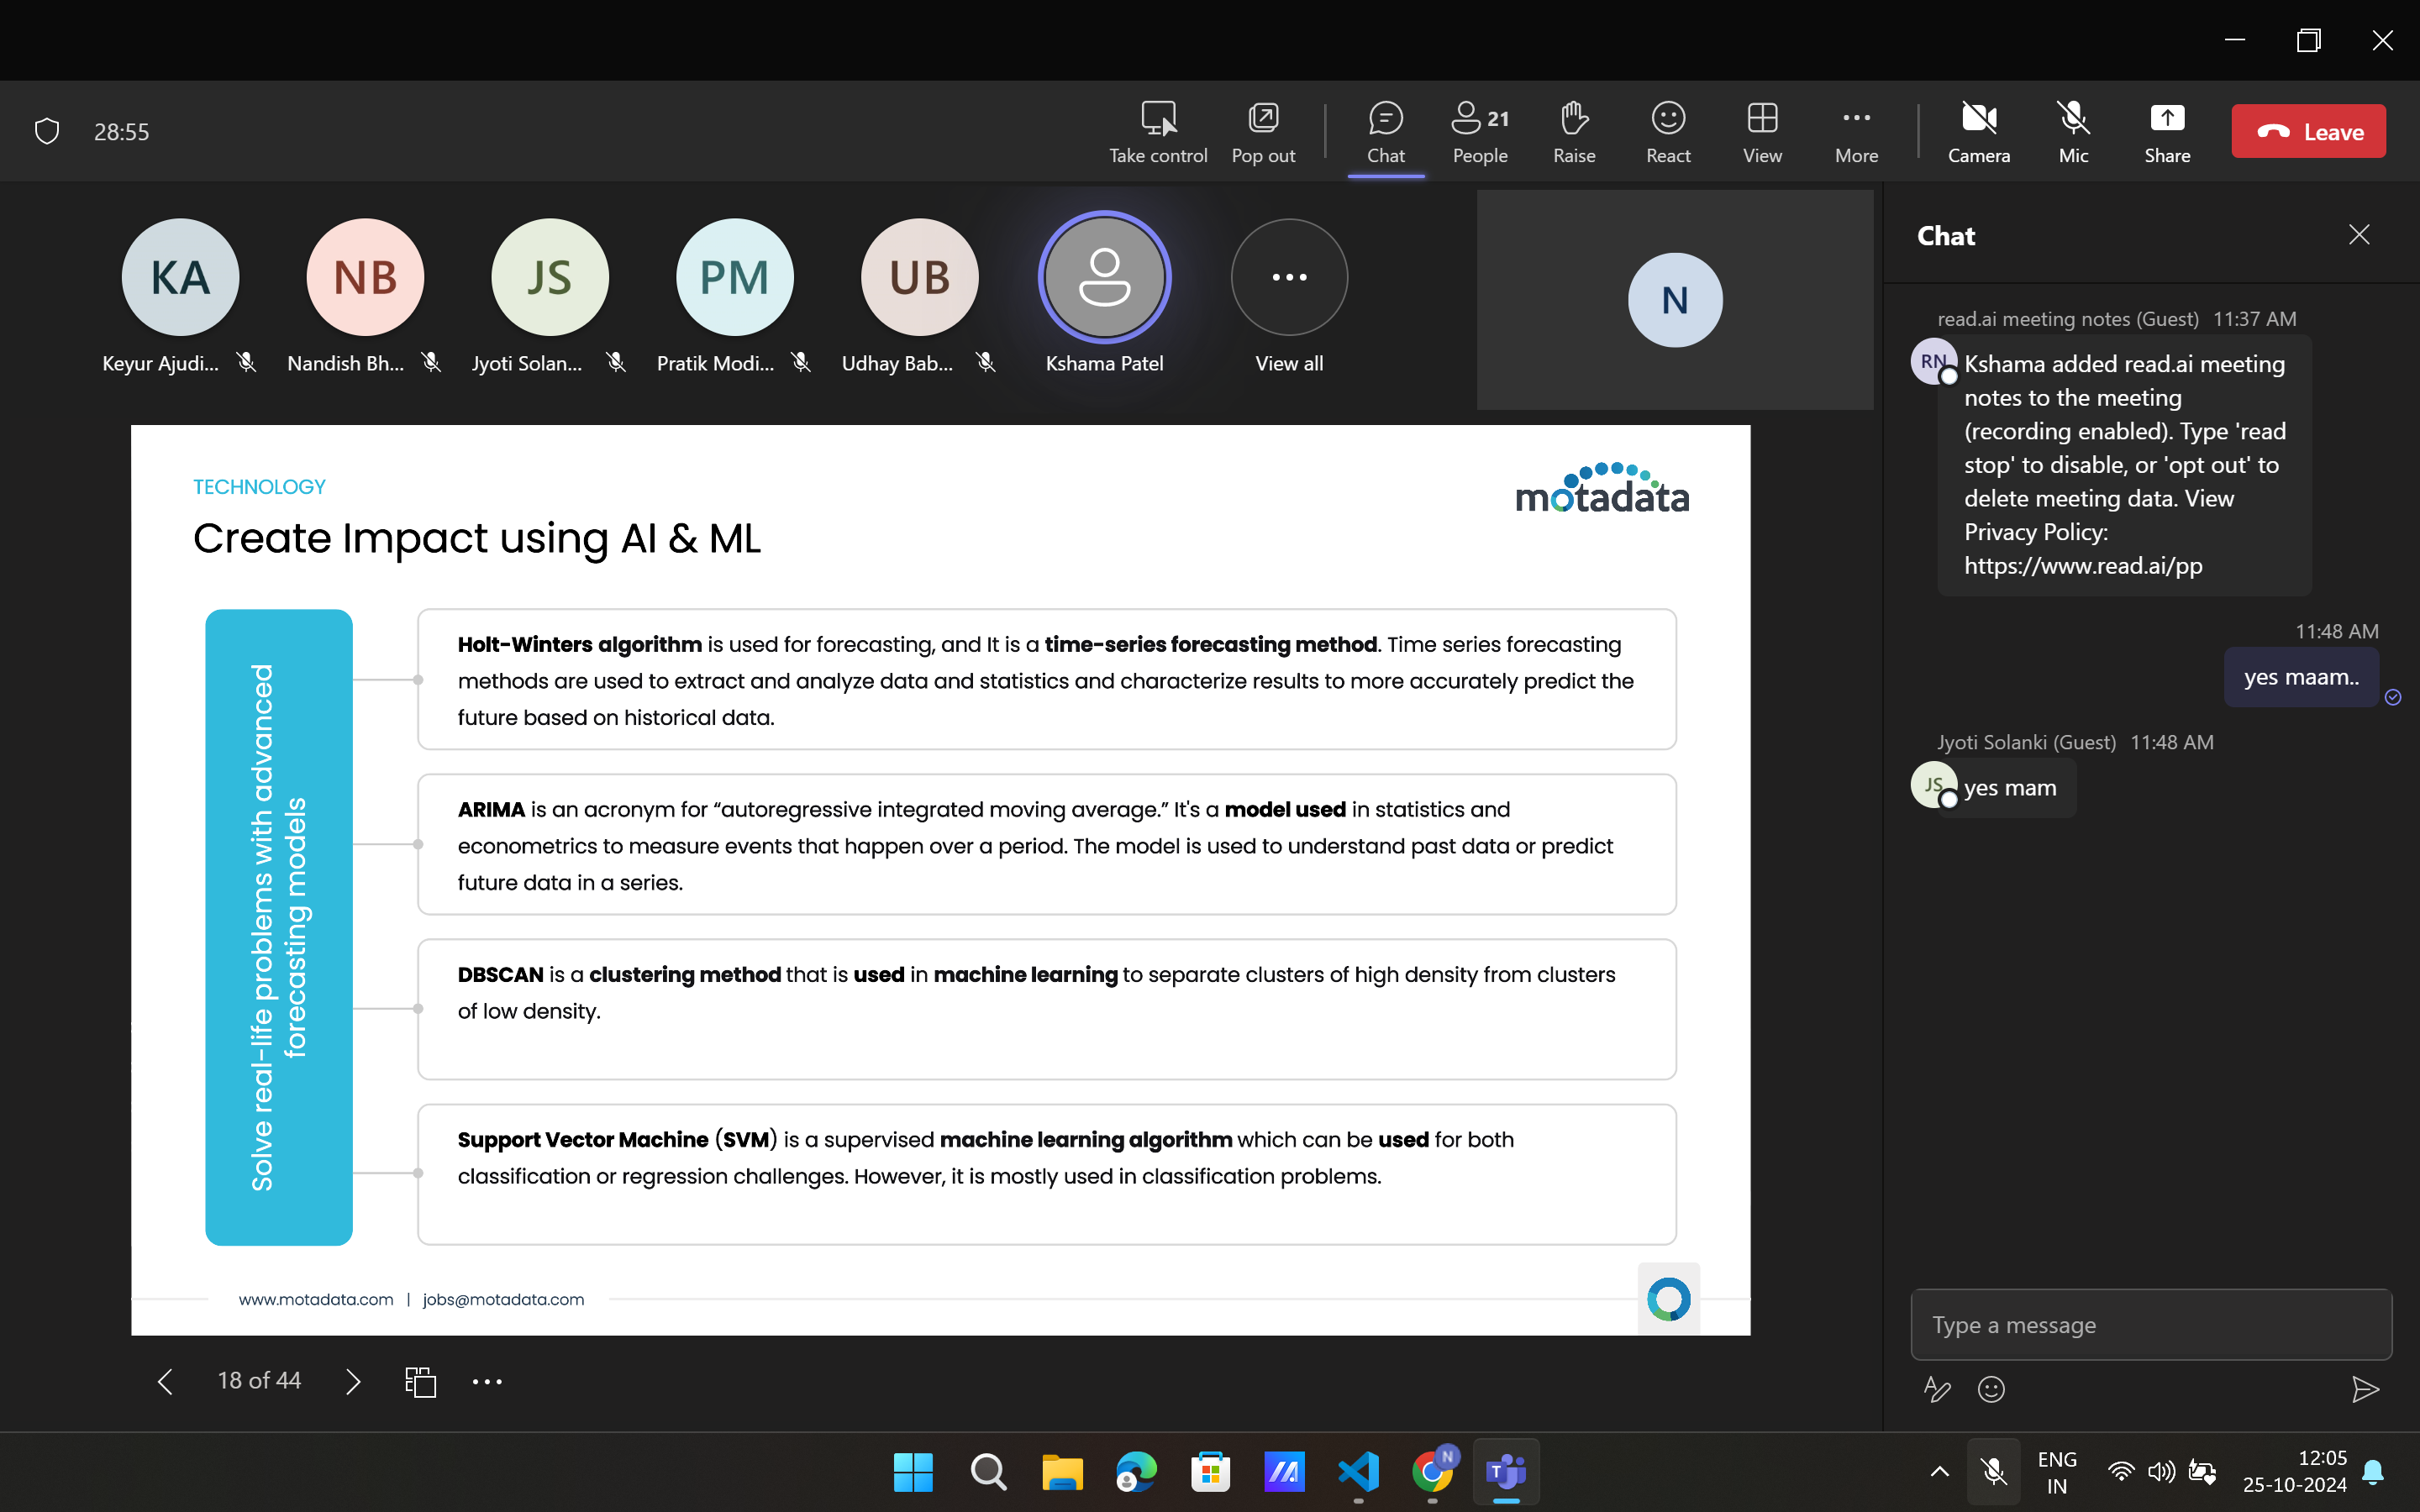 28:55
Take control
Pop out
Chat
21
People
Raise
React
View
More
Camera
Mic
Share
Leave
KA
NB
JS
PM
UB
N
Keyur Ajudi...
Nandish Bh...
Jyoti Solan...
Pratik Modi...
Udhay Bab...
Kshama Patel
View all
TECHNOLOGY
Create Impact using AI & ML
motadata
Solve real-life problems with advanced
forecasting models
Holt-Winters algorithm is used for forecasting, and It is a time-series forecasting method. Time series forecasting
methods are used to extract and analyze data and statistics and characterize results to more accurately predict the
future based on historical data.
ARIMA is an acronym for “autoregressive integrated moving average.” It's a model used in statistics and
econometrics to measure events that happen over a period. The model is used to understand past data or predict
future data in a series.
DBSCAN is a clustering method that is used in machine learning to separate clusters of high density from clusters
of low density.
Support Vector Machine (SVM) is a supervised machine learning algorithm which can be used for both
classification or regression challenges. However, it is mostly used in classification problems.
www.motadata.com | jobs@motadata.com
18 of 44
Chat
read.ai meeting notes (Guest) 11:37 AM
RN
Kshama added read.ai meeting
notes to the meeting
(recording enabled). Type 'read
stop' to disable, or 'opt out' to
delete meeting data. View
Privacy Policy:
https://www.read.ai/pp
11:48 AM
yes maam..
Jyoti Solanki (Guest) 11:48 AM
JS
yes mam
Type a message
N
T
ENG
IN
12:05
25-10-2024